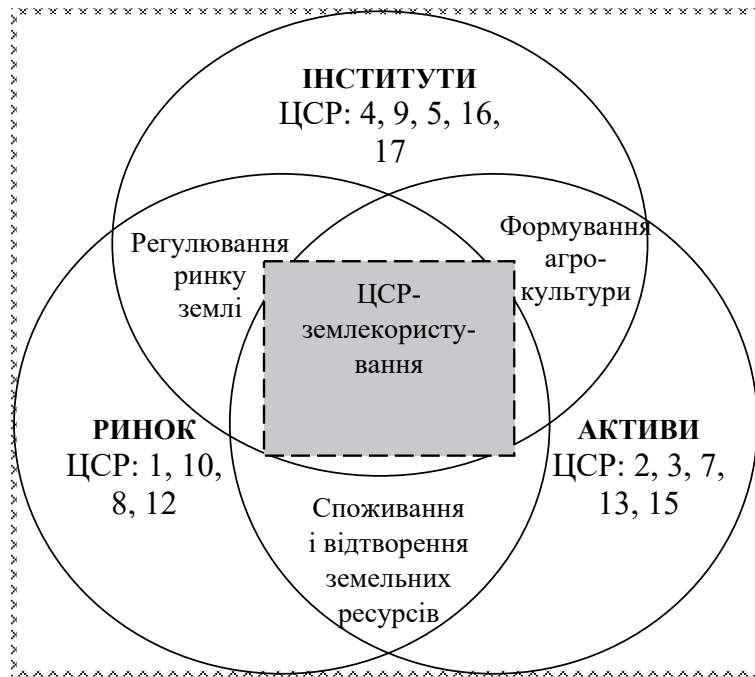 ІНСТИТУТИ
ЦСР: 4, 9, 5, 16,
17
Регулювання
ринку
землі
Формування
агро-
культури
ЦСР-
землекористу-
вання
РИНОК
ЦСР: 1, 10,
8, 12
АКТИВИ
ЦСР: 2, 3, 7,
13, 15
Споживання
і відтворення
земельних
ресурсів